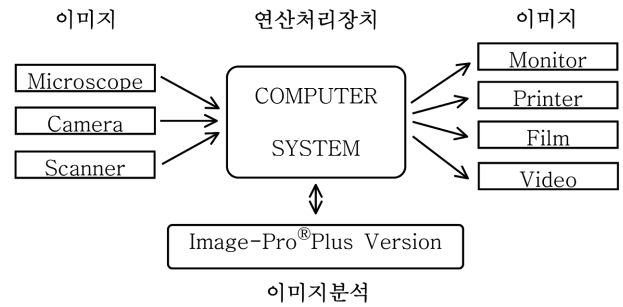 이미지
연산처리장치
이미지
Microscope
Camera
Scanner
COMPUTER
SYSTEM
Monitor
Printer
Film
Video
Image-Pro®Plus Version
이미지분석